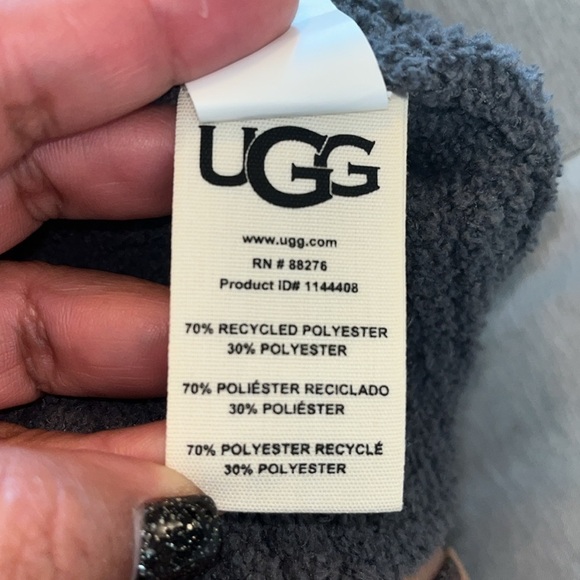 UGG
www.ugg.com
RN # 88276
Product ID# 1144408
70% RECYCLED POLYESTER
30% POLYESTER
70% POLIÉSTER RECICLADO
30% POLIÉSTER
70% POLYESTER RECYCLÉ
30% POLYESTER